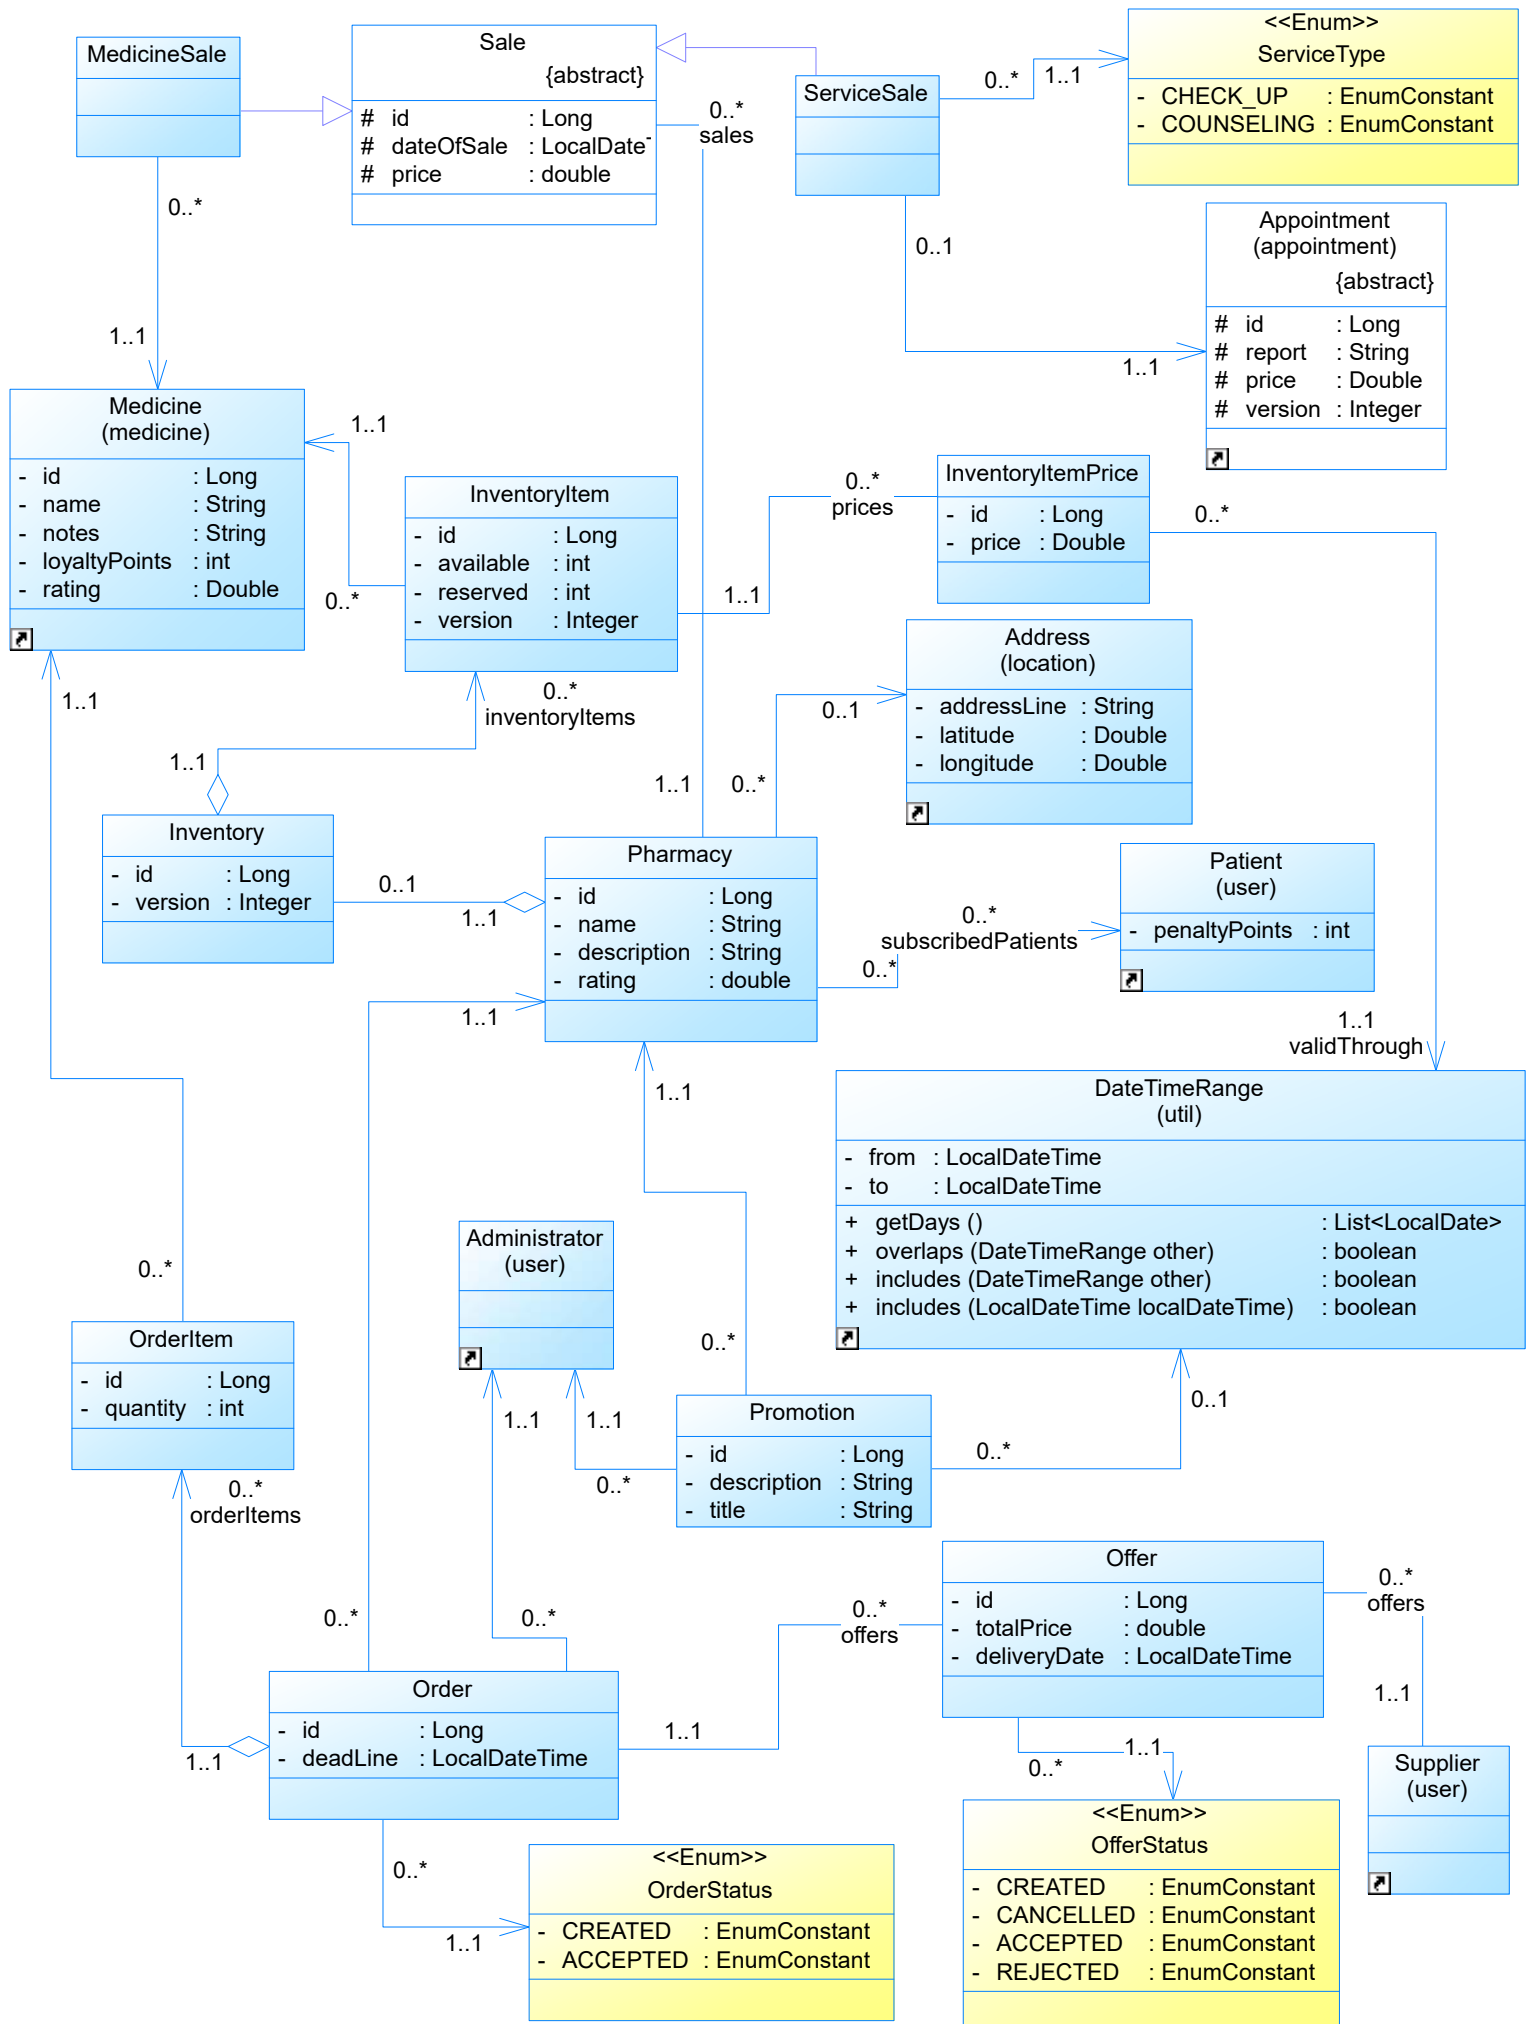 MedicineSale
Sale
{abstract}
# id : Long
# dateOfSale : LocalDate
# price : double
0..*
sales
ServiceSale
0..*
1..1
<<Enum>>
ServiceType
- CHECK_UP : EnumConstant
- COUNSELING : EnumConstant
0..*
1..1
0..1
1..1
Appointment
(appointment)
{abstract}
# id : Long
# report : String
# price : Double
# version : Integer
Medicine
(medicine)
- id : Long
- name : String
- notes : String
- loyaltyPoints : int
- rating : Double
1..1
0..*
InventoryItem
- id : Long
- available : int
- reserved : int
- version : Integer
0..*
prices
1..1
InventoryItemPrice
- id : Long
- price : Double
0..*
1..1
0..*
inventoryItems
1..1
Address
(location)
- addressLine : String
- latitude : Double
- longitude : Double
0..1
0..*
1..1
Inventory
- id : Long
- version : Integer
0..1
1..1
Pharmacy
- id : Long
- name : String
- description : String
- rating : double
0..*
subscribedPatients
0..*
Patient
(user)
- penaltyPoints : int
1..1
1..1
1..1
validThrough
DateTimeRange
(util)
- from : LocalDateTime
- to : LocalDateTime
+ getDays () : List<LocalDate>
+ overlaps (DateTimeRange other) : boolean
+ includes (DateTimeRange other) : boolean
+ includes (LocalDateTime localDateTime) : boolean
Administrator
(user)
0..*
0..*
OrderItem
- id : Long
- quantity : int
1..1
1..1
0..*
Promotion
- id : Long
- description : String
- title : String
0..*
0..1
0..*
orderItems
0..*
0..*
0..*
offers
Offer
- id : Long
- totalPrice : double
- deliveryDate : LocalDateTime
0..*
offers
1..1
Order
- id : Long
- deadLine : LocalDateTime
1..1
1..1
0..*
1..1
Supplier
(user)
0..*
1..1
<<Enum>>
OrderStatus
- CREATED : EnumConstant
- ACCEPTED : EnumConstant
<<Enum>>
OfferStatus
- CREATED : EnumConstant
- CANCELLED : EnumConstant
- ACCEPTED : EnumConstant
- REJECTED : EnumConstant